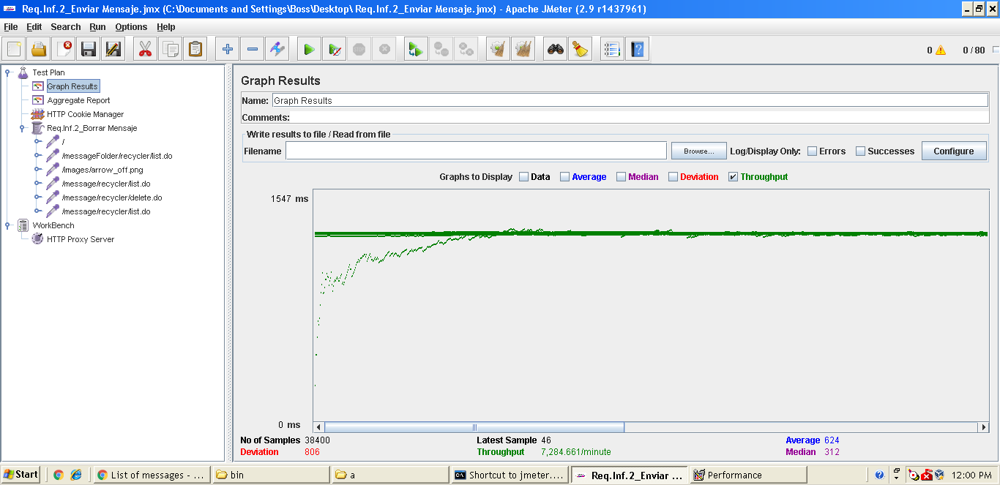 Req.Inf.2_Enviar Mensaje.jmx (C:\Documents and Settings\Boss\Desktop\ Req.Inf.2_Enviar Mensaje.jmx) - Apache JMeter (2.9 r1437961)
File Edit Search Run Options Help
0 0 / 80
Test Plan
Graph Results
Aggregate Report
HTTP Cookie Manager
Req.Inf.2_Borrar Mensaje
/
/messageFolder/recycler/list.do
/images/arrow_off.png
/message/recycler/list.do
/message/recycler/delete.do
/message/recycler/list.do
WorkBench
HTTP Proxy Server
Graph Results
Name: Graph Results
Comments:
Write results to file / Read from file
Filename Browse... Log/Display Only: Errors Successes Configure
Graphs to Display Data Average Median Deviation Throughput
1547 ms
0 ms
No of Samples 38400 Latest Sample 46 Average 624
Deviation 806 Throughput 7,284.661/minute Median 312
Start List of messages - ... bin a Shortcut to jmeter.... Req.Inf.2_Enviar ... Performance 12:00 PM